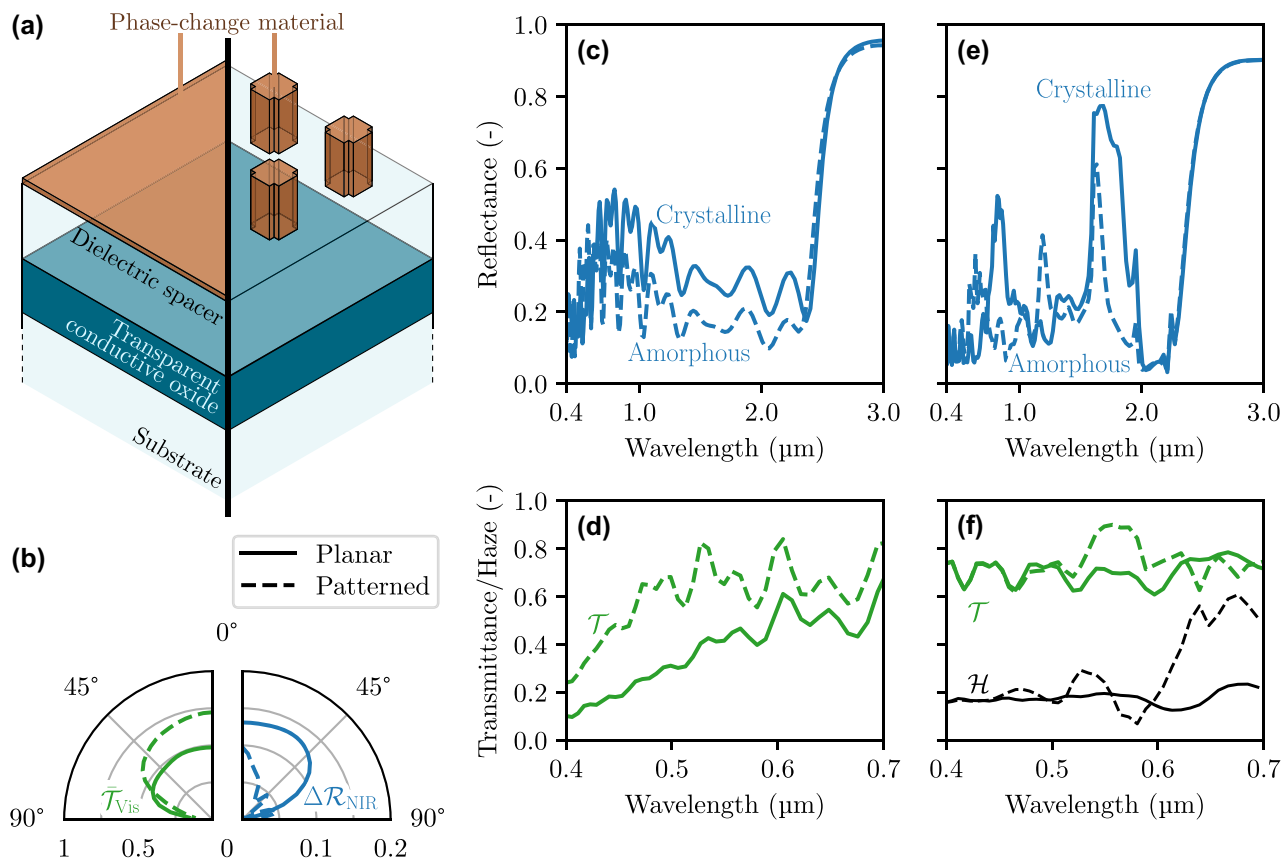 (a)
Phase-change material
Dielectric spacer
Transparent
conductive oxide
Substrate
(b)
Planar
Patterned
0°
45°
45°
90°
90°
𝒯̄Vis
ΔℛNIR
1
0.5
0
0.1
0.2
(c)
Reflectance (-)
1.0
0.8
0.6
0.4
0.2
0.0
Crystalline
Amorphous
0.4
1.0
2.0
3.0
Wavelength (µm)
(e)
Crystalline
Amorphous
0.4
1.0
2.0
3.0
Wavelength (µm)
(d)
Transmittance/Haze (-)
1.0
0.8
0.6
0.4
0.2
0.0
𝒯
0.4
0.5
0.6
0.7
Wavelength (µm)
(f)
𝒯
ℋ
0.4
0.5
0.6
0.7
Wavelength (µm)